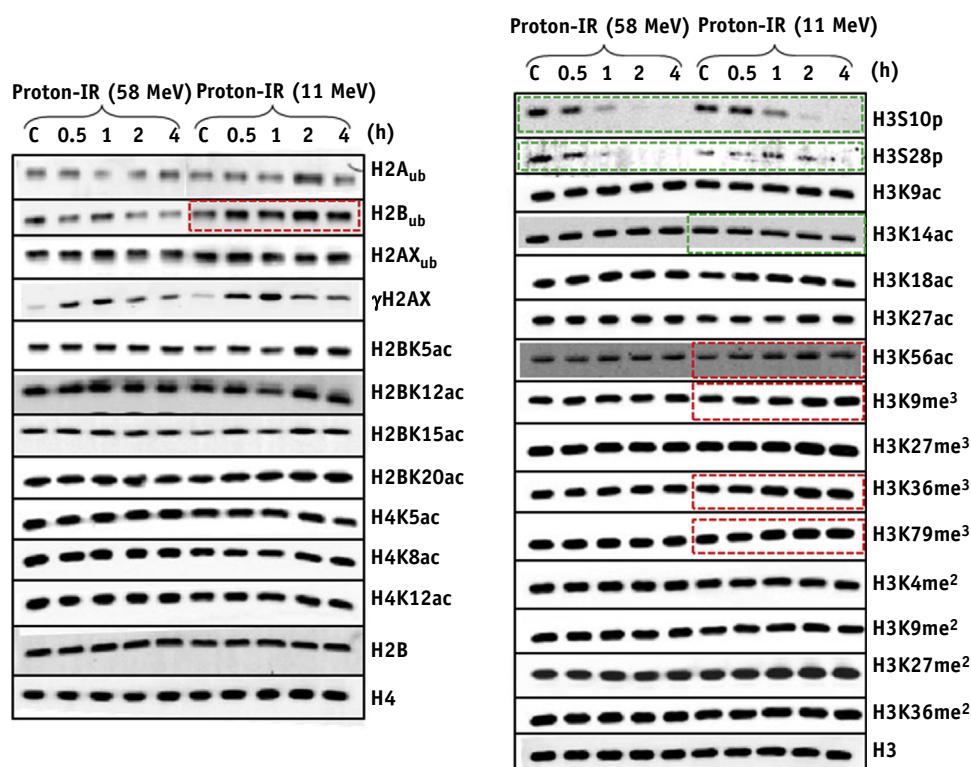 Proton-IR (58 MeV) Proton-IR (11 MeV)
C 0.5 1 2 4 C 0.5 1 2 4 (h)
H2Aub
H2Bub
H2AXub
γH2AX
H2BK5ac
H2BK12ac
H2BK15ac
H2BK20ac
H4K5ac
H4K8ac
H4K12ac
H2B
H4
Proton-IR (58 MeV) Proton-IR (11 MeV)
C 0.5 1 2 4 C 0.5 1 2 4 (h)
H3S10p
H3S28p
H3K9ac
H3K14ac
H3K18ac
H3K27ac
H3K56ac
H3K9me³
H3K27me³
H3K36me³
H3K79me³
H3K4me²
H3K9me²
H3K27me²
H3K36me²
H3